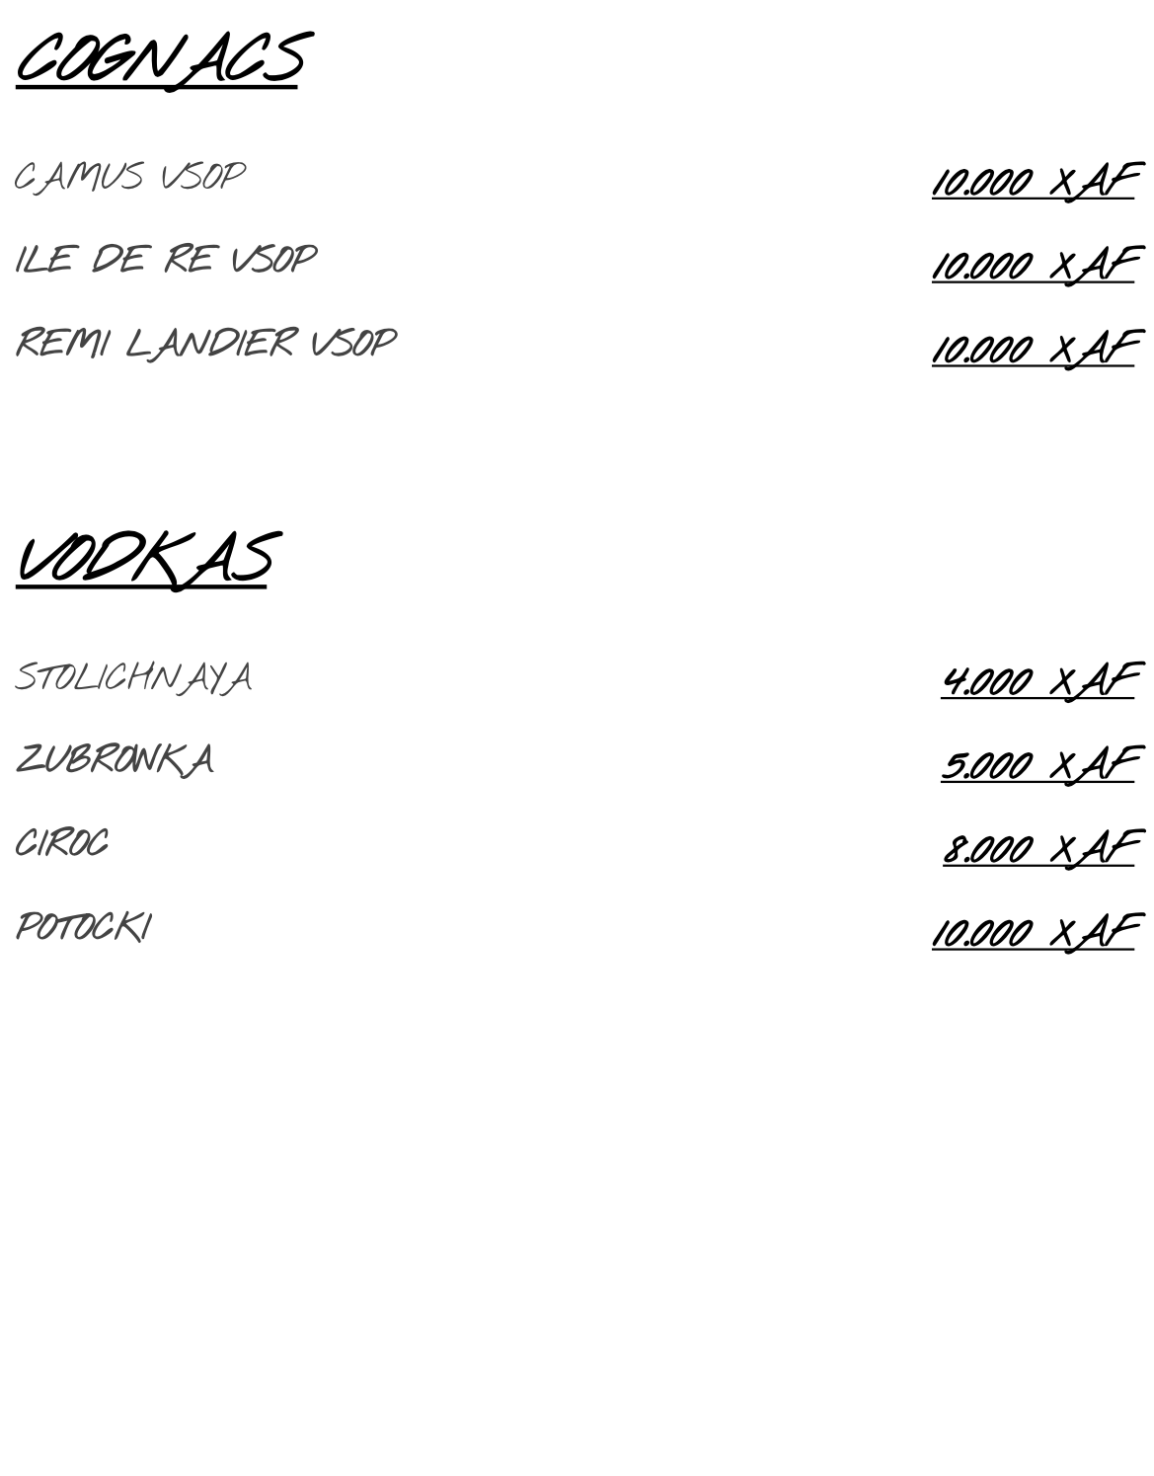 COGNACS
CAMUS VSOP 10.000 XAF
ILE DE RE VSOP 10.000 XAF
REMI LANDIER VSOP 10.000 XAF
VODKAS
STOLICHNAYA 4.000 XAF
ZUBROWKA 5.000 XAF
CIROC 8.000 XAF
POTOCKI 10.000 XAF